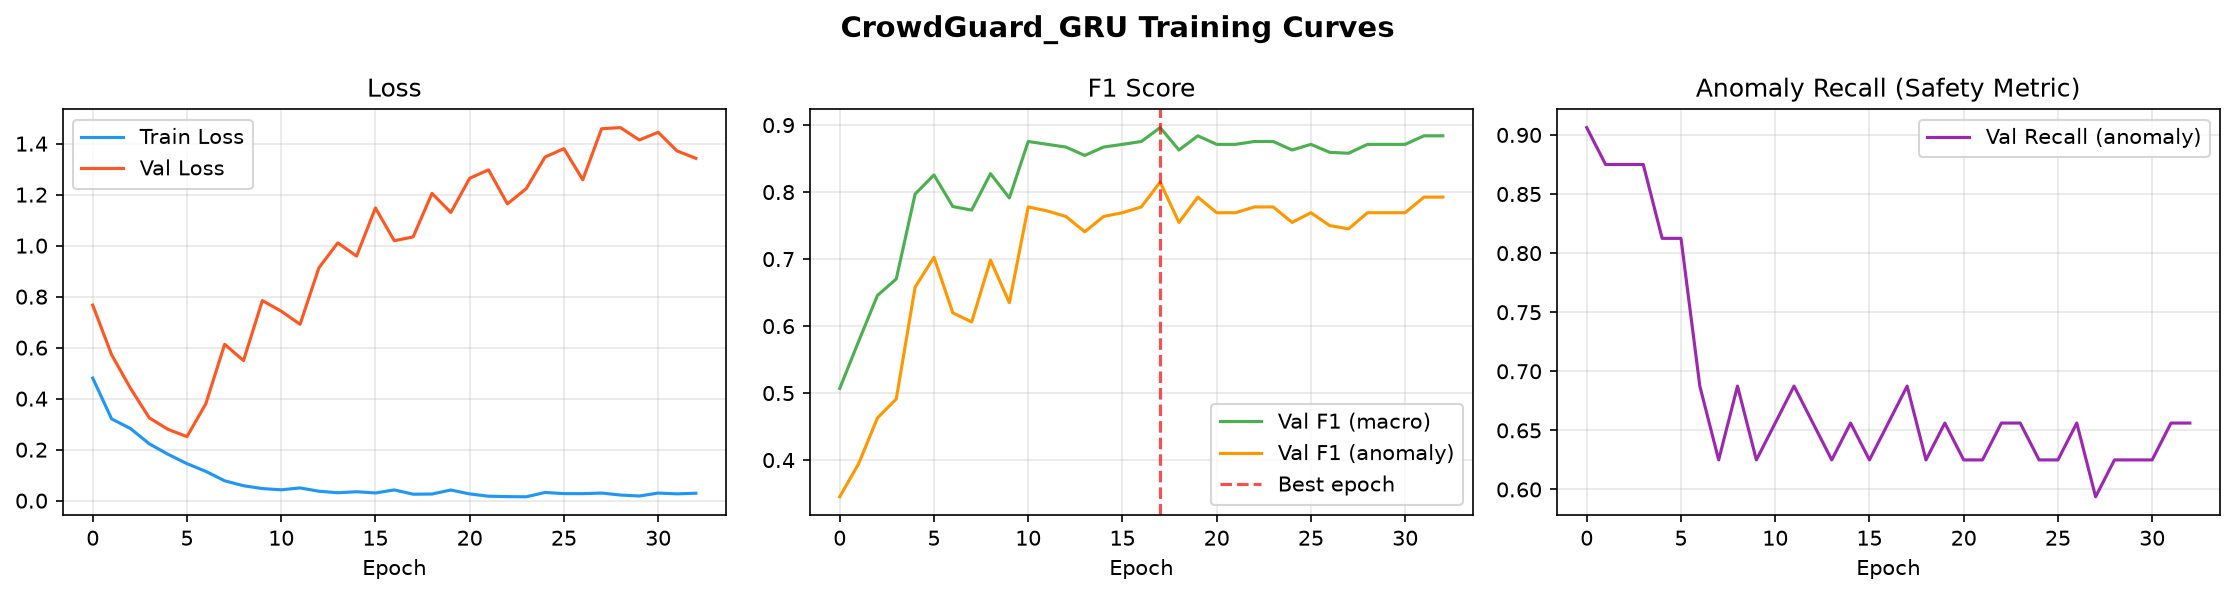 CrowdGuard_GRU Training Curves
Loss
Train Loss
Val Loss
1.4
1.2
1.0
0.8
0.6
0.4
0.2
0.0
0 5 10 15 20 25 30
Epoch
F1 Score
0.9
0.8
0.7
0.6
0.5
0.4
Val F1 (macro)
Val F1 (anomaly)
Best epoch
0 5 10 15 20 25 30
Epoch
Anomaly Recall (Safety Metric)
Val Recall (anomaly)
0.90
0.85
0.80
0.75
0.70
0.65
0.60
0 5 10 15 20 25 30
Epoch